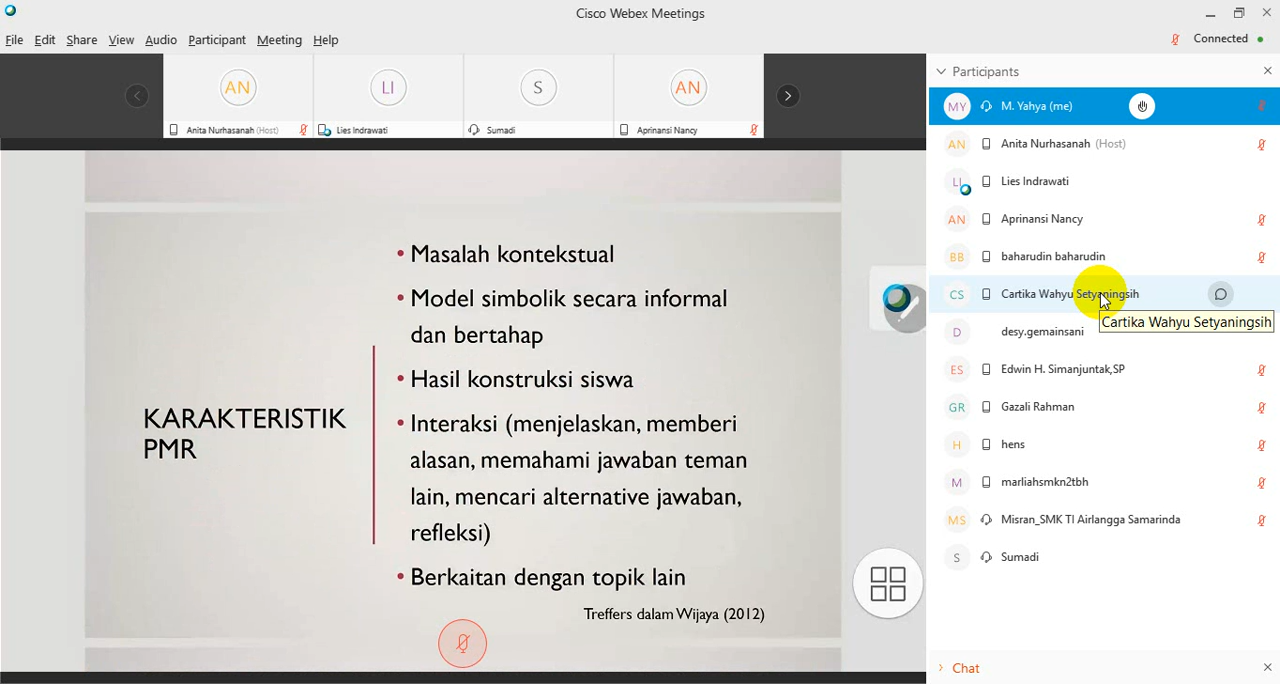 Cisco Webex Meetings
File Edit Share View Audio Participant Meeting Help
Connected
AN
LI
S
AN
Anita Nurhasanah (Host)
Lies Indrawati
Sumadi
Aprinansi Nancy
KARAKTERISTIK
PMR
• Masalah kontekstual
• Model simbolik secara informal
dan bertahap
• Hasil konstruksi siswa
• Interaksi (menjelaskan, memberi
alasan, memahami jawaban teman
lain, mencari alternative jawaban,
refleksi)
• Berkaitan dengan topik lain
Treffers dalam Wijaya (2012)
Participants
MY M. Yahya (me)
AN Anita Nurhasanah (Host)
LI Lies Indrawati
AN Aprinansi Nancy
BB baharudin baharudin
CS Cartika Wahyu Setyaningsih
Cartika Wahyu Setyaningsih
D desy.gemainsani
ES Edwin H. Simanjuntak,SP
GR Gazali Rahman
H hens
M marliahsmkn2tbh
MS Misran_SMK TI Airlangga Samarinda
S Sumadi
Chat